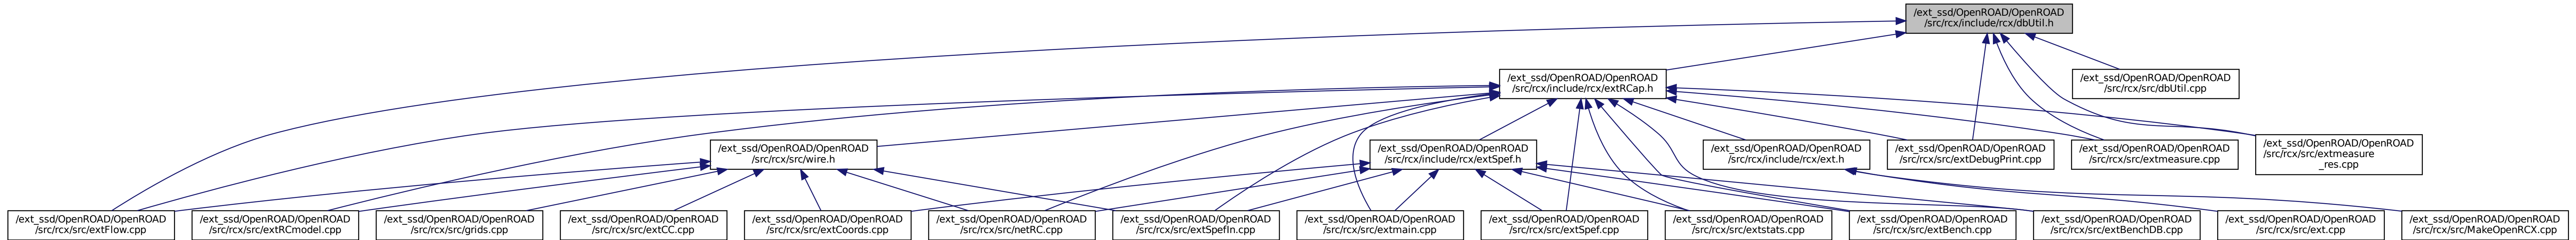 /ext_ssd/OpenROAD/OpenROAD
/src/rcx/include/rcx/dbUtil.h
/ext_ssd/OpenROAD/OpenROAD
/src/rcx/include/rcx/extRCap.h
/ext_ssd/OpenROAD/OpenROAD
/src/rcx/src/dbUtil.cpp
/ext_ssd/OpenROAD/OpenROAD
/src/rcx/src/wire.h
/ext_ssd/OpenROAD/OpenROAD
/src/rcx/include/rcx/extSpef.h
/ext_ssd/OpenROAD/OpenROAD
/src/rcx/include/rcx/ext.h
/ext_ssd/OpenROAD/OpenROAD
/src/rcx/src/extDebugPrint.cpp
/ext_ssd/OpenROAD/OpenROAD
/src/rcx/src/extmeasure.cpp
/ext_ssd/OpenROAD/OpenROAD
/src/rcx/src/extmeasure
_res.cpp
/ext_ssd/OpenROAD/OpenROAD
/src/rcx/src/extFlow.cpp
/ext_ssd/OpenROAD/OpenROAD
/src/rcx/src/extRCmodel.cpp
/ext_ssd/OpenROAD/OpenROAD
/src/rcx/src/grids.cpp
/ext_ssd/OpenROAD/OpenROAD
/src/rcx/src/extCC.cpp
/ext_ssd/OpenROAD/OpenROAD
/src/rcx/src/extCoords.cpp
/ext_ssd/OpenROAD/OpenROAD
/src/rcx/src/netRC.cpp
/ext_ssd/OpenROAD/OpenROAD
/src/rcx/src/extSpefIn.cpp
/ext_ssd/OpenROAD/OpenROAD
/src/rcx/src/extmain.cpp
/ext_ssd/OpenROAD/OpenROAD
/src/rcx/src/extSpef.cpp
/ext_ssd/OpenROAD/OpenROAD
/src/rcx/src/extstats.cpp
/ext_ssd/OpenROAD/OpenROAD
/src/rcx/src/extBench.cpp
/ext_ssd/OpenROAD/OpenROAD
/src/rcx/src/extBenchDB.cpp
/ext_ssd/OpenROAD/OpenROAD
/src/rcx/src/ext.cpp
/ext_ssd/OpenROAD/OpenROAD
/src/rcx/src/MakeOpenRCX.cpp